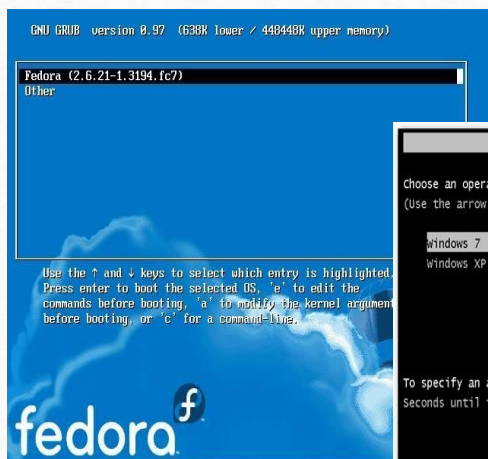 GNU GRUB version 0.97 (638K lower / 448448K upper memory)
Fedora (2.6.21-1.3194.fc7)
Other
Use the ↑ and ↓ keys to select which entry is highlighted.
Press enter to boot the selected OS, 'e' to edit the
commands before booting, 'a' to modify the kernel argument
before booting, or 'c' for a command-line.
fedora
Choose an opera
(Use the arrow
Windows 7
Windows XP
To specify an a
Seconds until t